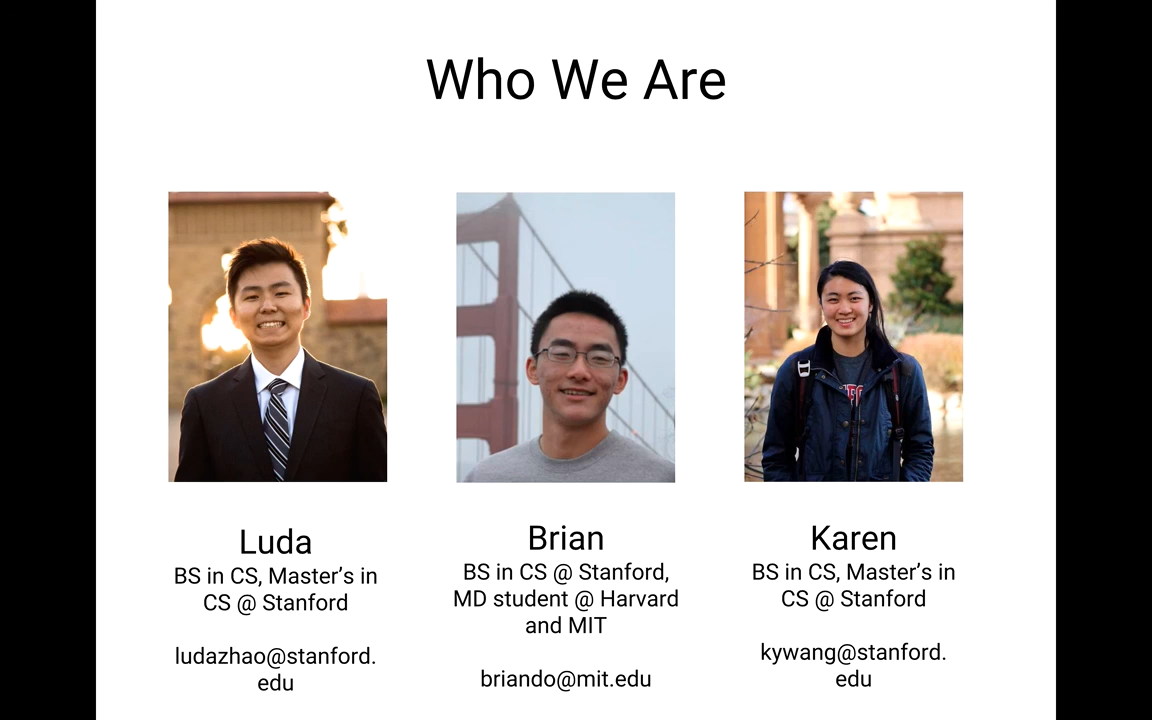 Who We Are
Luda
BS in CS, Master’s in
CS @ Stanford
ludazhao@stanford.
edu
Brian
BS in CS @ Stanford,
MD student @ Harvard
and MIT
briando@mit.edu
Karen
BS in CS, Master’s in
CS @ Stanford
kywang@stanford.
edu